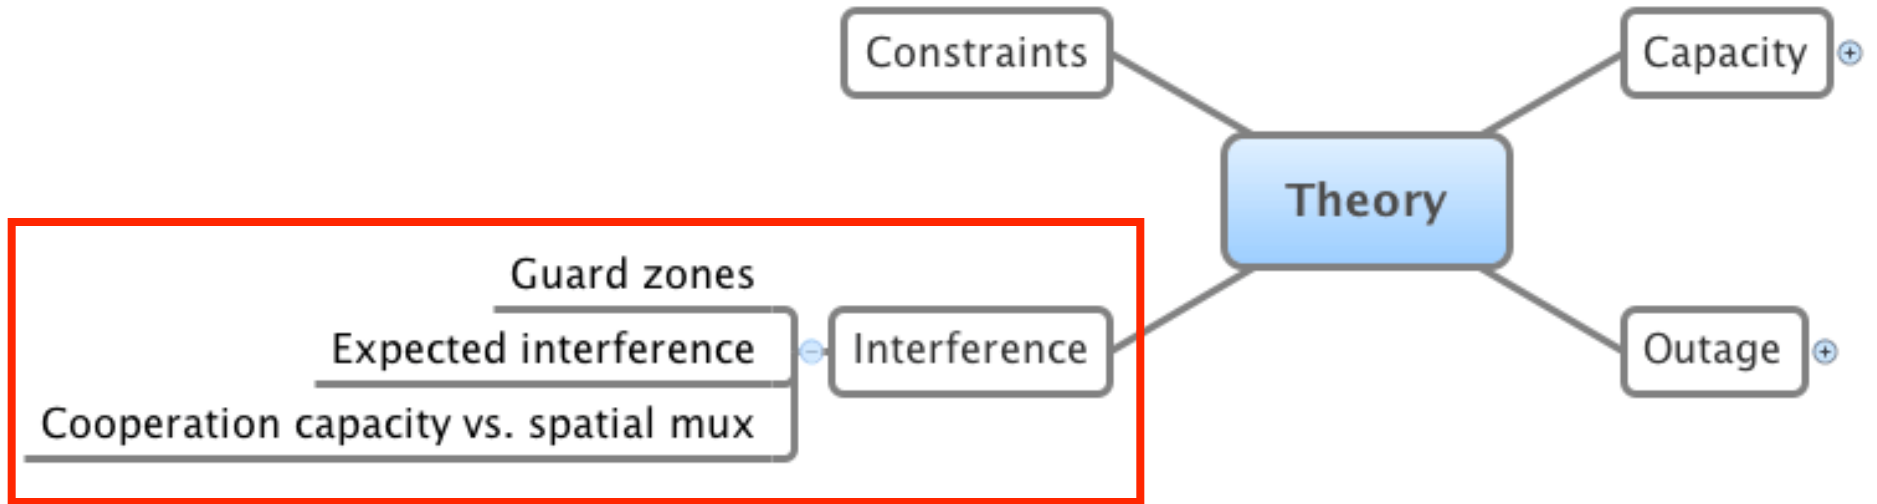 Constraints
Capacity
Theory
Guard zones
Expected interference
Interference
Outage
Cooperation capacity vs. spatial mux